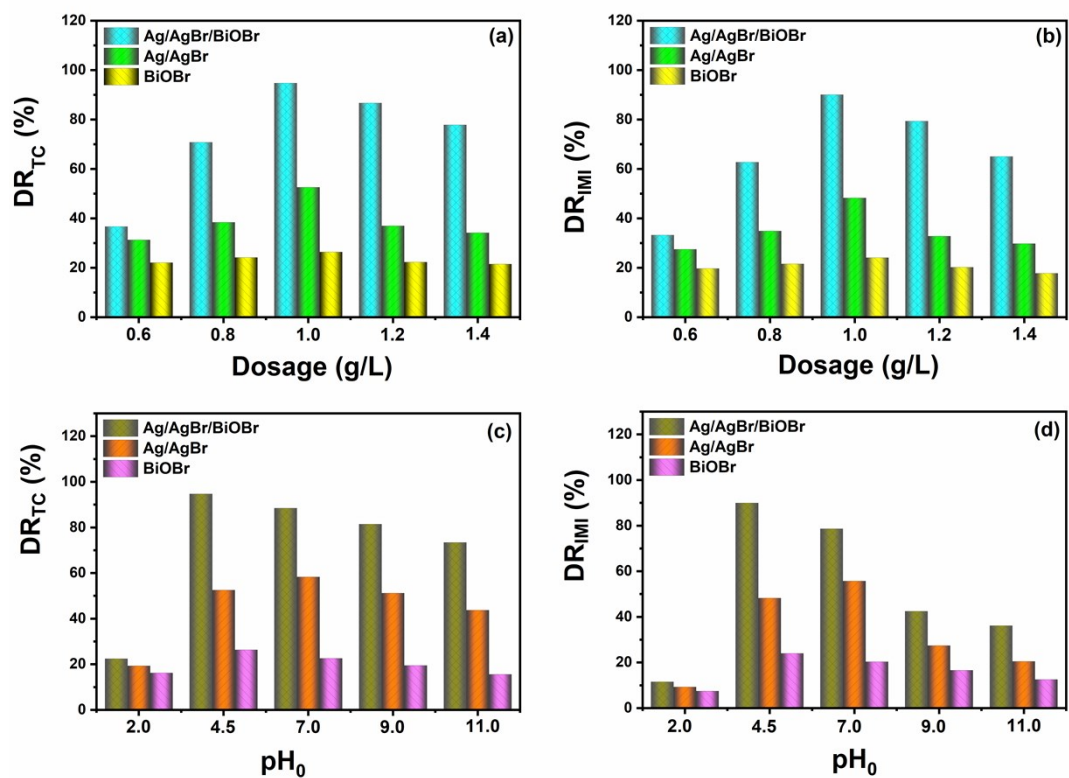 (a)
Ag/AgBr/BiOBr
Ag/AgBr
BiOBr
DR_TC (%)
120
100
80
60
40
20
0
0.6 0.8 1.0 1.2 1.4
Dosage (g/L)
(b)
Ag/AgBr/BiOBr
Ag/AgBr
BiOBr
DR_IMI (%)
120
100
80
60
40
20
0
0.6 0.8 1.0 1.2 1.4
Dosage (g/L)
(c)
Ag/AgBr/BiOBr
Ag/AgBr
BiOBr
DR_TC (%)
120
100
80
60
40
20
0
2.0 4.5 7.0 9.0 11.0
pH₀
(d)
Ag/AgBr/BiOBr
Ag/AgBr
BiOBr
DR_IMI (%)
120
100
80
60
40
20
0
2.0 4.5 7.0 9.0 11.0
pH₀